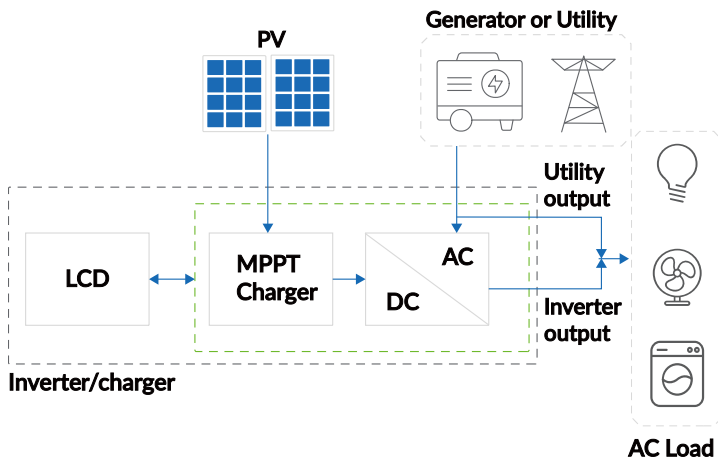 Generator or Utility
PV
Utility
output
LCD
MPPT
Charger
AC
DC
Inverter
output
Inverter/charger
AC Load